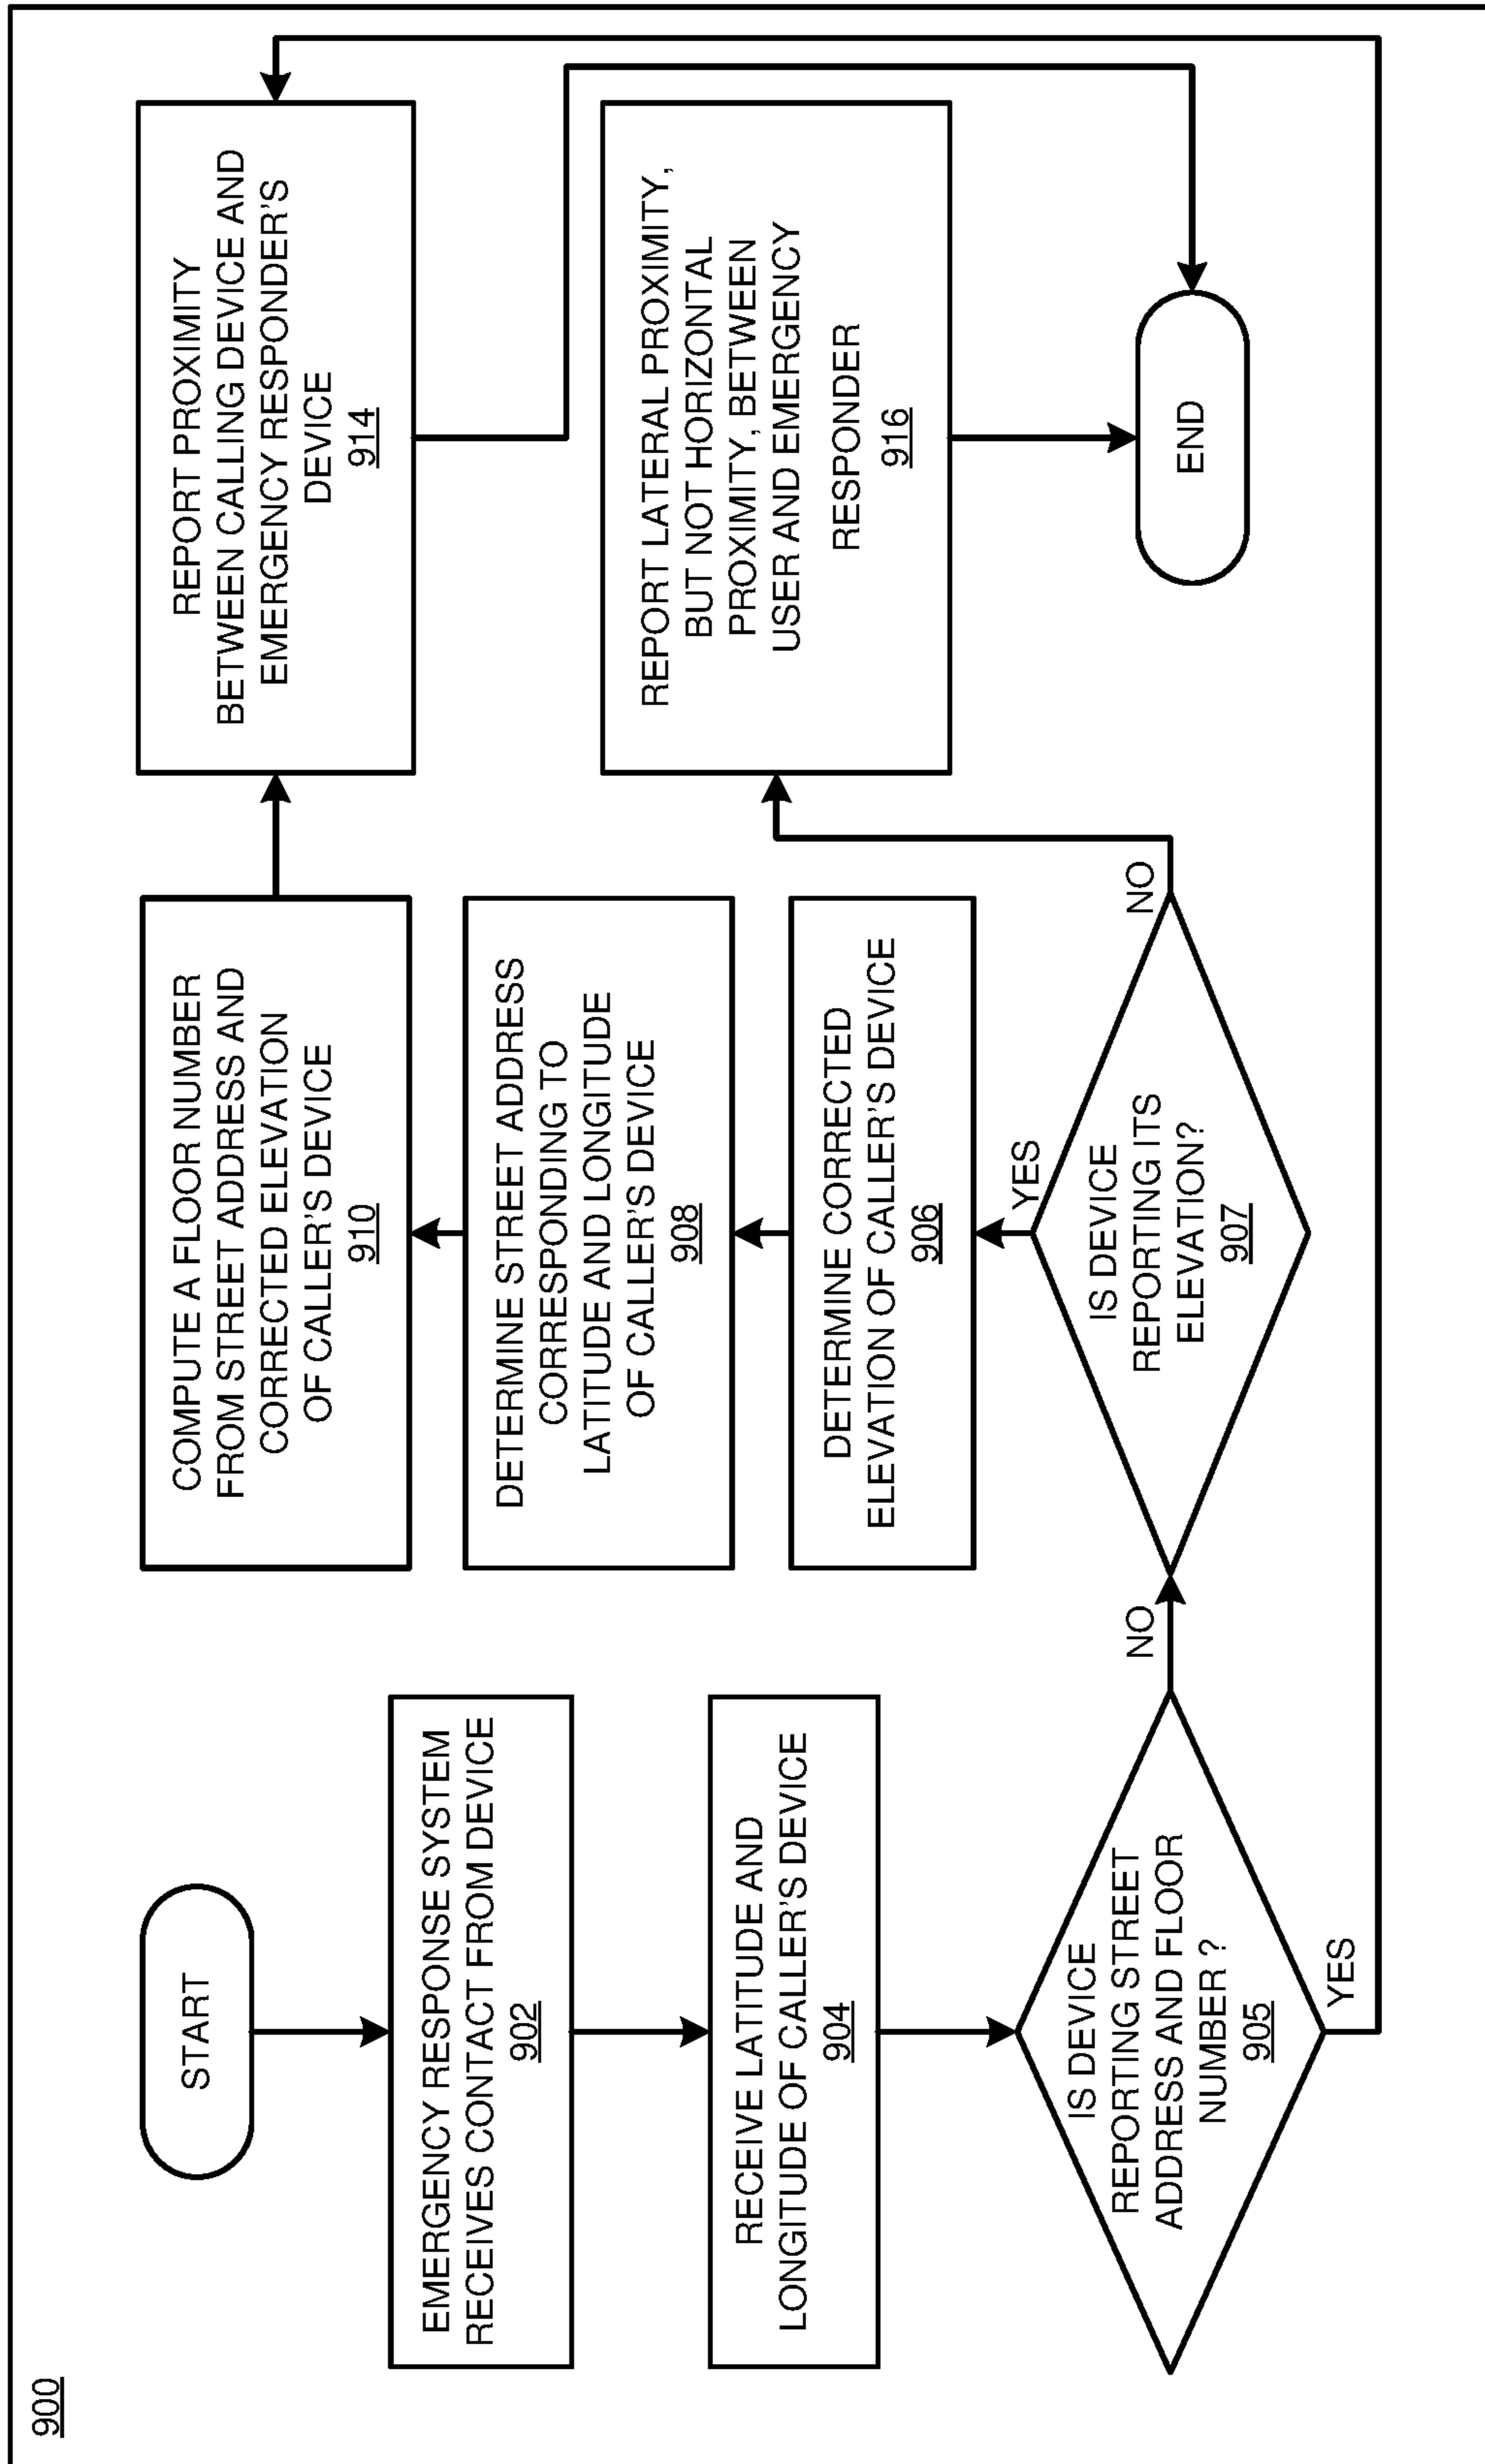 900
START
EMERGENCY RESPONSE SYSTEM
RECEIVES CONTACT FROM DEVICE
902
RECEIVE LATITUDE AND
LONGITUDE OF CALLER'S DEVICE
904
IS DEVICE
REPORTING STREET
ADDRESS AND FLOOR
NUMBER ?
905
YES
NO
IS DEVICE
REPORTING ITS
ELEVATION?
907
YES
NO
DETERMINE CORRECTED
ELEVATION OF CALLER'S DEVICE
906
DETERMINE STREET ADDRESS
CORRESPONDING TO
LATITUDE AND LONGITUDE
OF CALLER'S DEVICE
908
COMPUTE A FLOOR NUMBER
FROM STREET ADDRESS AND
CORRECTED ELEVATION
OF CALLER'S DEVICE
910
REPORT PROXIMITY
BETWEEN CALLING DEVICE AND
EMERGENCY RESPONDER'S
DEVICE
914
REPORT LATERAL PROXIMITY,
BUT NOT HORIZONTAL
PROXIMITY, BETWEEN
USER AND EMERGENCY
RESPONDER
916
END